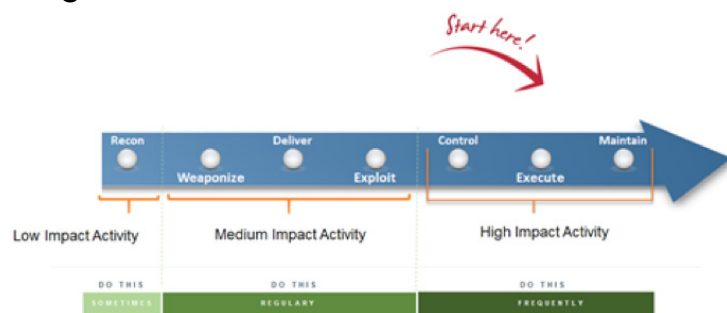 Start here!
Recon
Deliver
Control
Maintain
Weaponize
Exploit
Execute
Low Impact Activity
Medium Impact Activity
High Impact Activity
DO THIS
DO THIS
DO THIS
SOMETIMES
REGULARY
FREQUENTLY